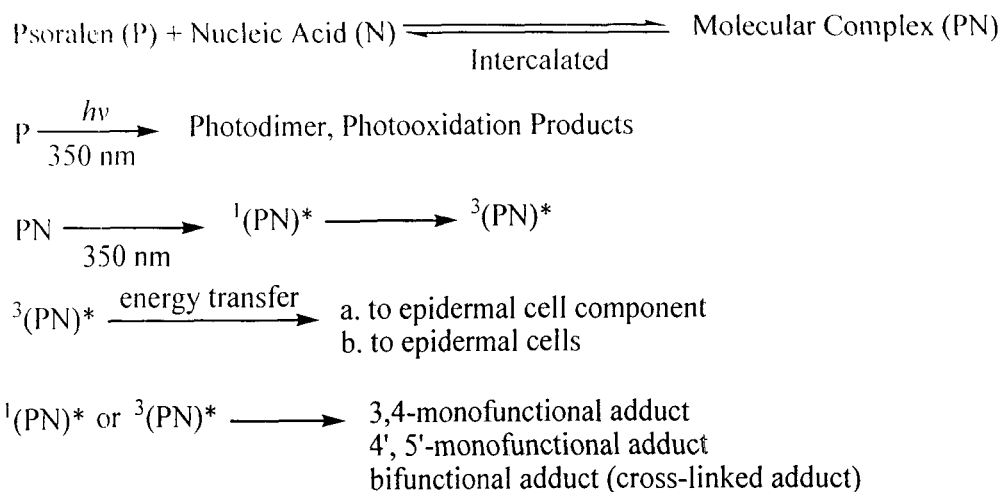 Psoralen (P) + Nucleic Acid (N) Molecular Complex (PN)
Intercalated
P hν Photodimer, Photooxidation Products
350 nm
PN ¹(PN)* ³(PN)*
350 nm
³(PN)* energy transfer a. to epidermal cell component
b. to epidermal cells
¹(PN)* or ³(PN)* 3,4-monofunctional adduct
4', 5'-monofunctional adduct
bifunctional adduct (cross-linked adduct)